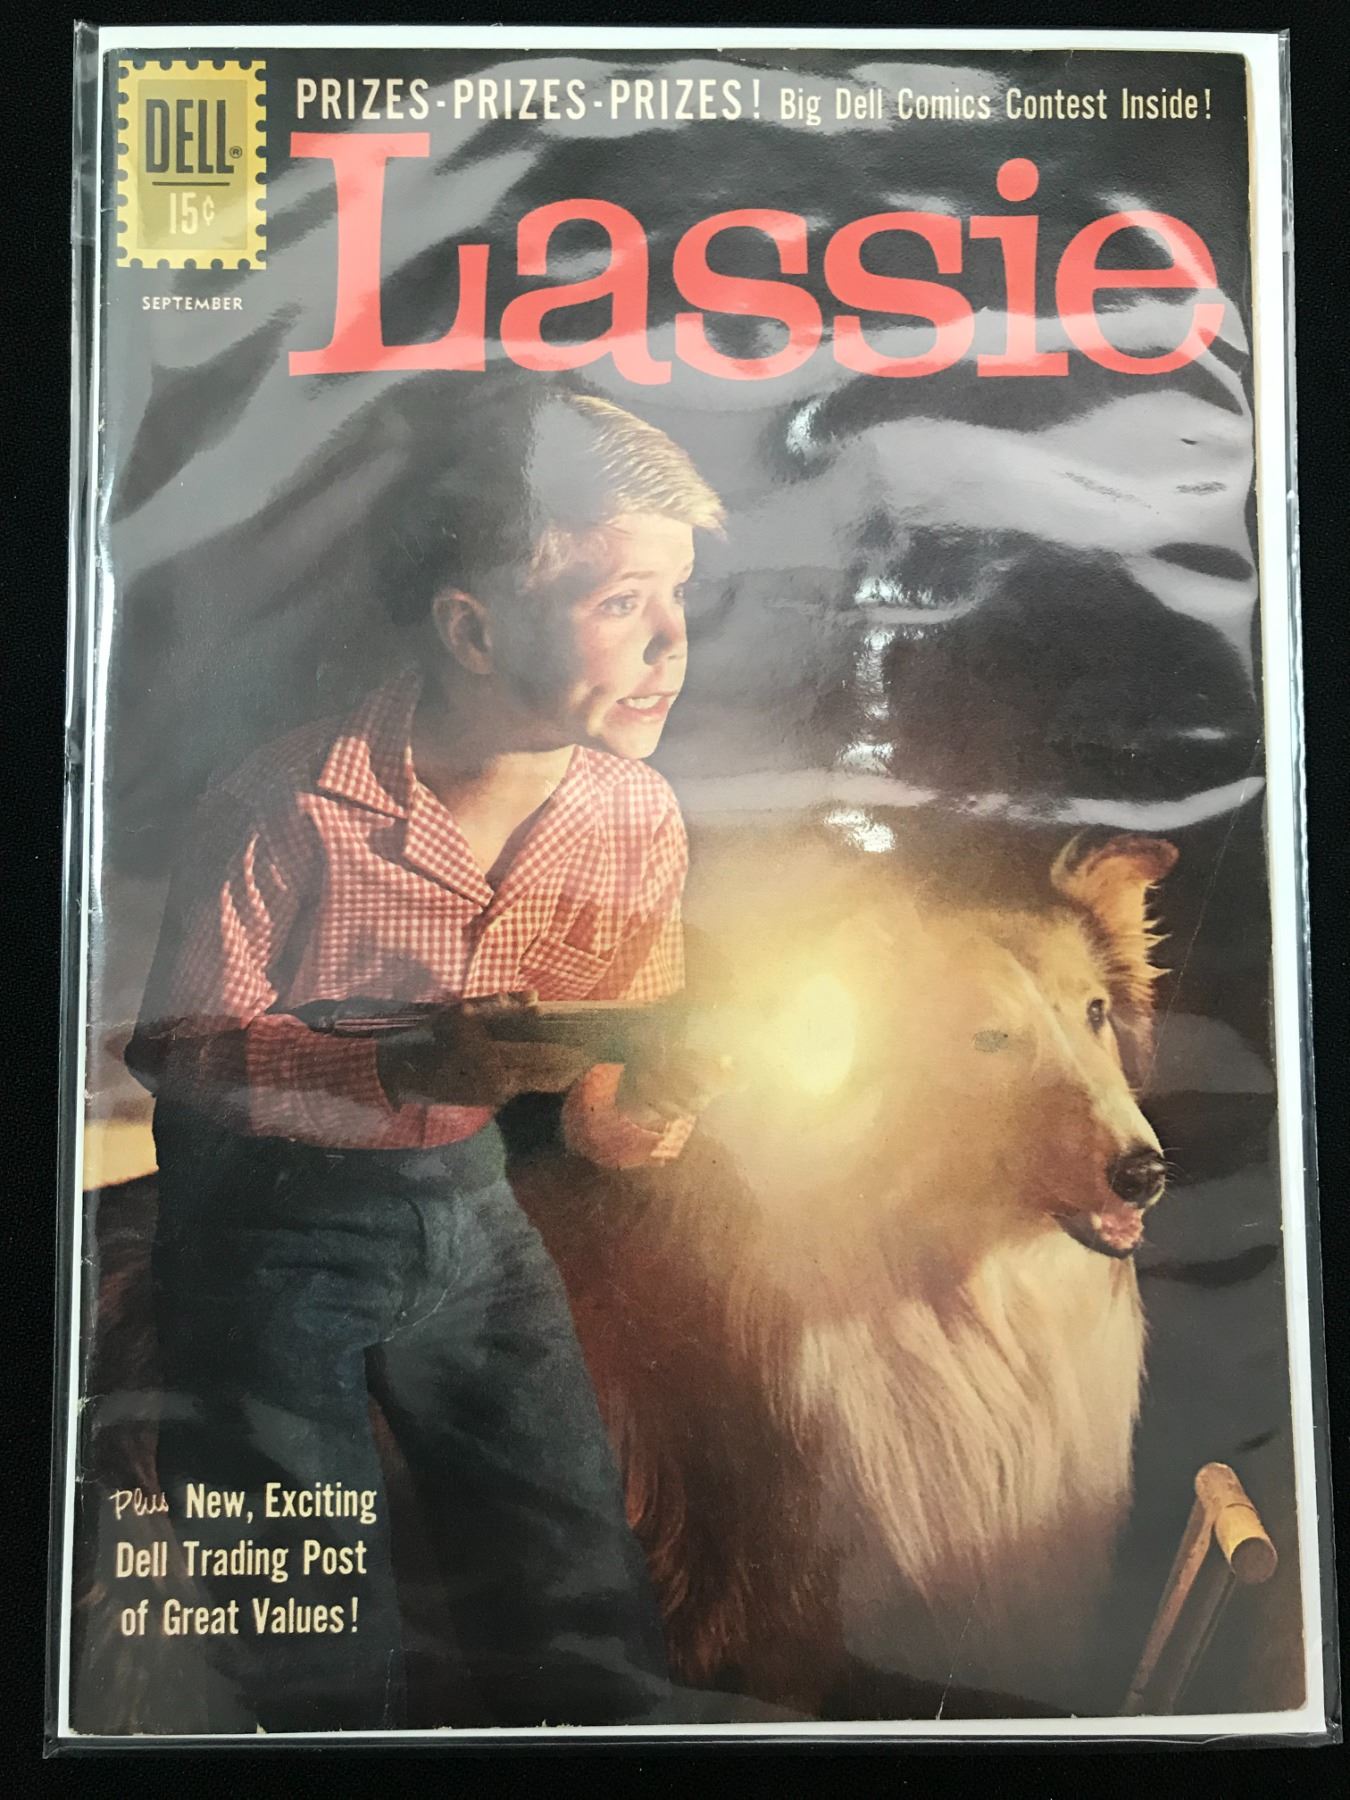 PRIZES-PRIZES-PRIZES! Big Dell Comics Contest Inside!
DELL®
15¢
SEPTEMBER
Lassie
Plus New, Exciting
Dell Trading Post
of Great Values!